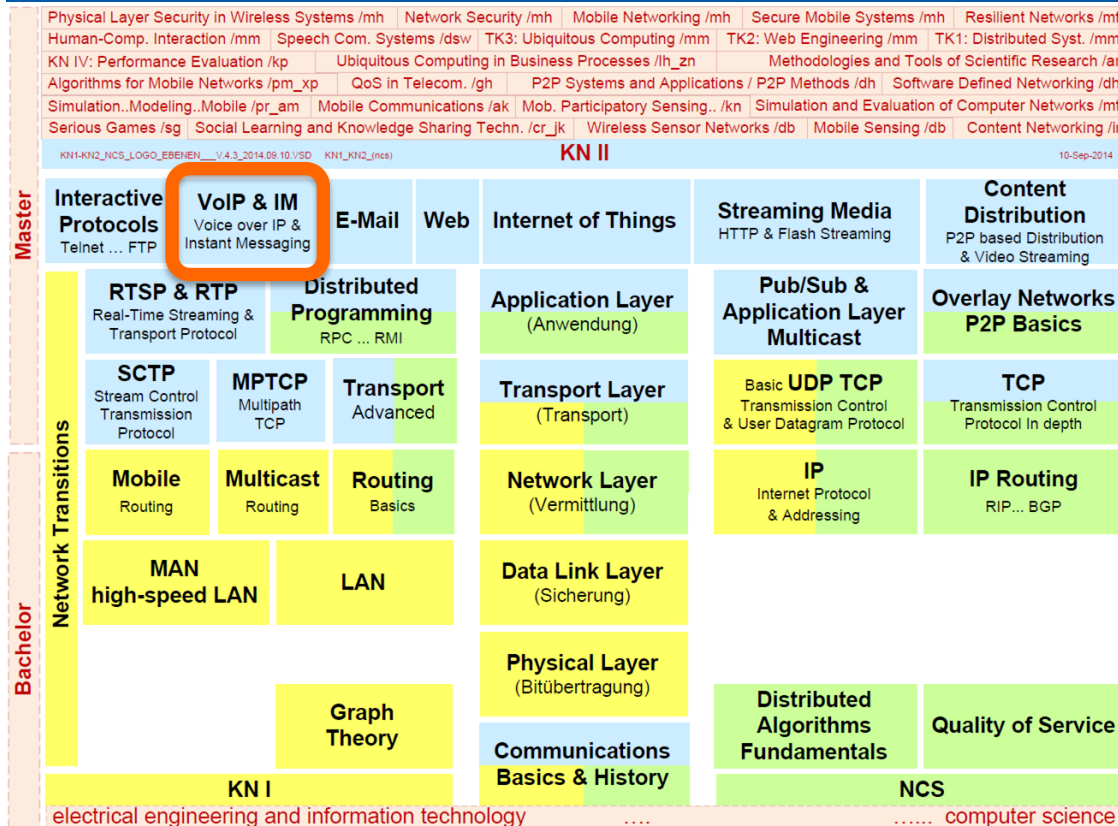 Physical Layer Security in Wireless Systems /mh Network Security /mh Mobile Networking /mh Secure Mobile Systems /mh Resilient Networks /mf
Human-Comp. Interaction /mm Speech Com. Systems /dsw TK3: Ubiquitous Computing /mm TK2: Web Engineering /mm TK1: Distributed Syst. /mm
KN IV: Performance Evaluation /kp Ubiquitous Computing in Business Processes /lh_zn Methodologies and Tools of Scientific Research /ar
Algorithms for Mobile Networks /pm_xp QoS in Telecom. /gh P2P Systems and Applications / P2P Methods /dh Software Defined Networking /dh
Simulation..Modeling..Mobile /pr_am Mobile Communications /ak Mob. Participatory Sensing.. /kn Simulation and Evaluation of Computer Networks /mf
Serious Games /sg Social Learning and Knowledge Sharing Techn. /cr_jk Wireless Sensor Networks /db Mobile Sensing /db Content Networking /ir
KN1-KN2_NCS_LOGO_EBENEN___V.4.3_2014.09.10.VSD KN1_KN2_(ncs) KN II 10-Sep-2014
Master
Interactive
Protocols
Telnet ... FTP
VoIP & IM
Voice over IP &
Instant Messaging
E-Mail
Web
Internet of Things
Streaming Media
HTTP & Flash Streaming
Content
Distribution
P2P based Distribution
& Video Streaming
Network Transitions
RTSP & RTP
Real-Time Streaming &
Transport Protocol
Distributed
Programming
RPC ... RMI
Application Layer
(Anwendung)
Pub/Sub &
Application Layer
Multicast
Overlay Networks
P2P Basics
SCTP
Stream Control
Transmission
Protocol
MPTCP
Multipath
TCP
Transport
Advanced
Transport Layer
(Transport)
Basic UDP TCP
Transmission Control
& User Datagram Protocol
TCP
Transmission Control
Protocol In depth
Bachelor
Mobile
Routing
Multicast
Routing
Routing
Basics
Network Layer
(Vermittlung)
IP
Internet Protocol
& Addressing
IP Routing
RIP... BGP
MAN
high-speed LAN
LAN
Data Link Layer
(Sicherung)
Physical Layer
(Bitübertragung)
Graph
Theory
Communications
Basics & History
Distributed
Algorithms
Fundamentals
Quality of Service
KN I
NCS
electrical engineering and information technology .... ...... computer science